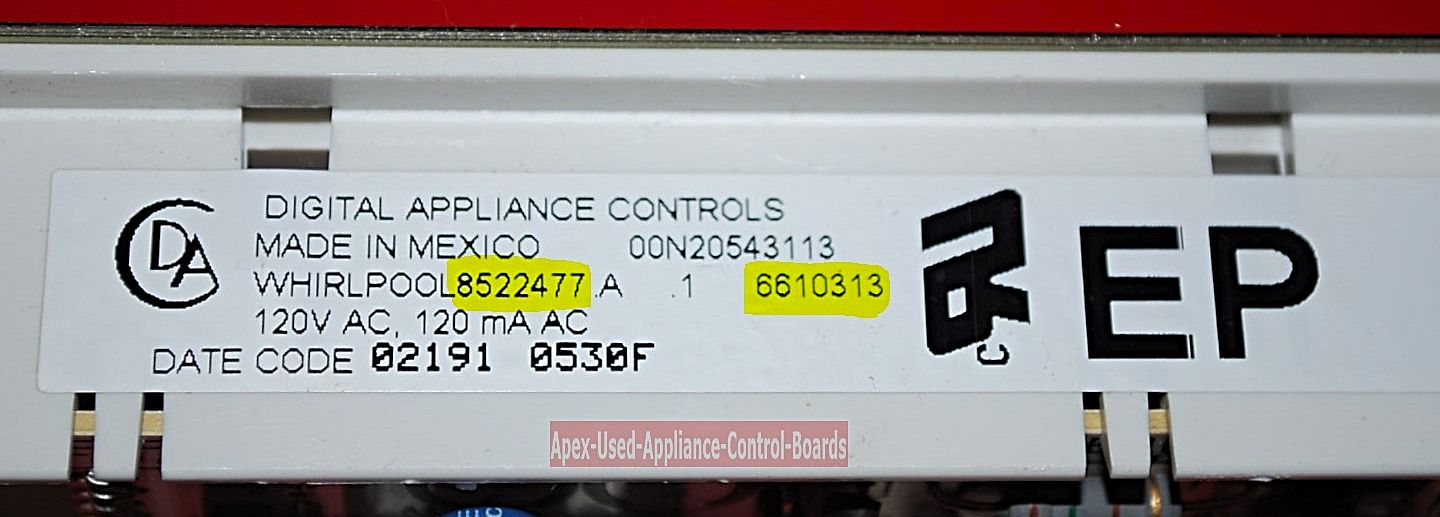 DA
DIGITAL APPLIANCE CONTROLS
MADE IN MEXICO 00N20543113
WHIRLPOOL 8522477 .A .1 6610313
120V AC, 120 mA AC
DATE CODE 02191 0530F
EP
Apex-Used-Appliance-Control-Boards